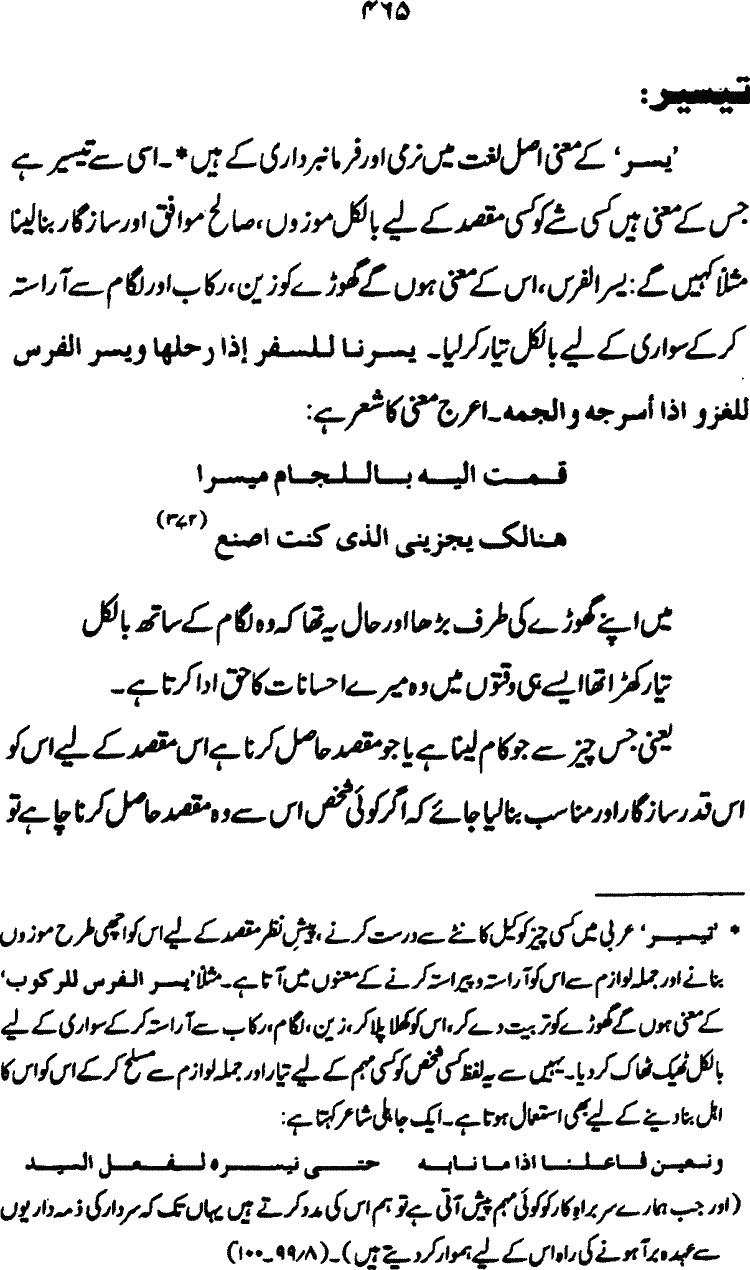 ۴۶۵
تیسیر:
’یسر‘ کے معنی اصل لغت میں نرمی اور فرمانبرداری کے ہیں*۔ اسی سے تیسیر ہے
جس کے معنی ہیں کسی شے کو کسی مقصد کے لیے بالکل موزوں، صالح موافق اور سازگار بنا لینا
مثلاً کہیں گے: یسر الفرس، اس کے معنی ہوں گے گھوڑے کو زین، رکاب اور لگام سے آراستہ
کر کے سواری کے لیے بالکل تیار کر لیا۔ یسرنا للسفر إذا رحلها ویسر الفرس
للغزو اذا أسرجه والجمه۔ اعرج معنی کا شعر ہے:
قمت الیه باللجام میسرا
هنالک یجزینی الذی کنت اصنع (۳۷۲)
میں اپنے گھوڑے کی طرف بڑھا اور حال یہ تھا کہ وہ لگام کے ساتھ بالکل
تیار کھڑا تھا ایسے ہی وقتوں میں وہ میرے احسانات کا حق ادا کرتا ہے۔
یعنی جس چیز سے جو کام لینا ہے یا جو مقصد حاصل کرنا ہے اس مقصد کے لیے اس کو
اس قدر سازگار اور مناسب بنا لیا جائے کہ اگر کوئی شخص اس سے وہ مقصد حاصل کرنا چاہے تو
* ’تیسیر‘ عربی میں کسی چیز کو کیل کانٹے سے درست کرنے، پیش نظر مقصد کے لیے اس کو اچھی طرح موزوں
بنانے اور جملہ لوازم سے اس کو آراستہ و پیراستہ کرنے کے معنوں میں آتا ہے۔ مثلاً ’یسر الفرس للرکوب‘
کے معنی ہوں گے گھوڑے کو تربیت دے کر، اس کو کھلا پلا کر، زین، لگام، رکاب سے آراستہ کر کے سواری کے لیے
بالکل ٹھیک ٹھاک کر دیا۔ یہیں سے یہ لفظ کسی شخص کو کسی مہم کے لیے تیار اور جملہ لوازم سے مسلح کر کے اس کو اس کا
اہل بنا دینے کے لیے بھی استعمال ہوتا ہے۔ ایک جاہلی شاعر کہتا ہے:
ونعین فاعلنا اذا ما نابه حتی نیسره لفعل السید
(اور جب ہمارے سربراہِ کار کو کوئی مہم پیش آتی ہے تو ہم اس کی مدد کرتے ہیں یہاں تک کہ سردار کی ذمہ داریوں
سے عہدہ برآ ہونے کی راہ اس کے لیے ہموار کر دیتے ہیں)۔ (۸/۹۹۔۱۰۰)